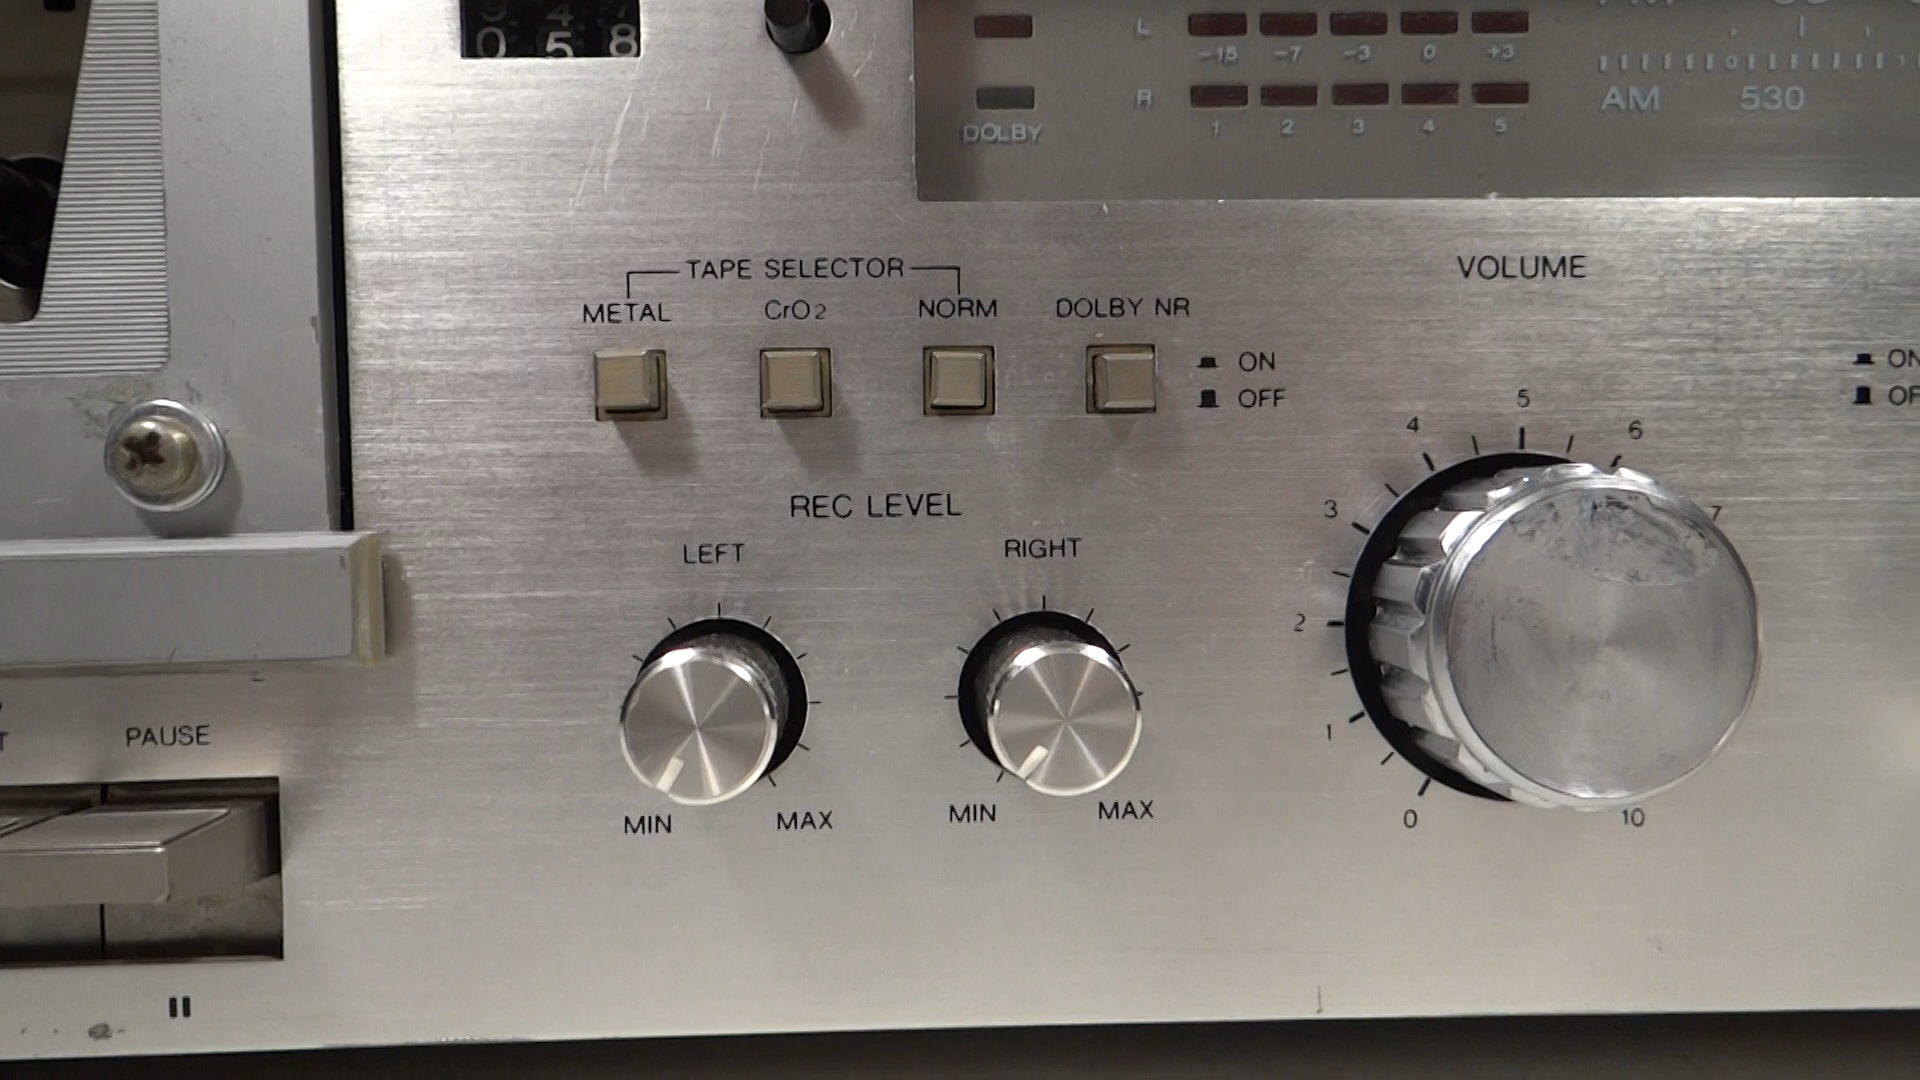 0 5 8
L
-15 -7 -3 0 +3
R
1 2 3 4 5
DOLBY
AM 530
TAPE SELECTOR
METAL CrO2 NORM DOLBY NR
ON
OFF
VOLUME
0 1 2 3 4 5 6 7 10
REC LEVEL
LEFT RIGHT
MIN MAX MIN MAX
PAUSE